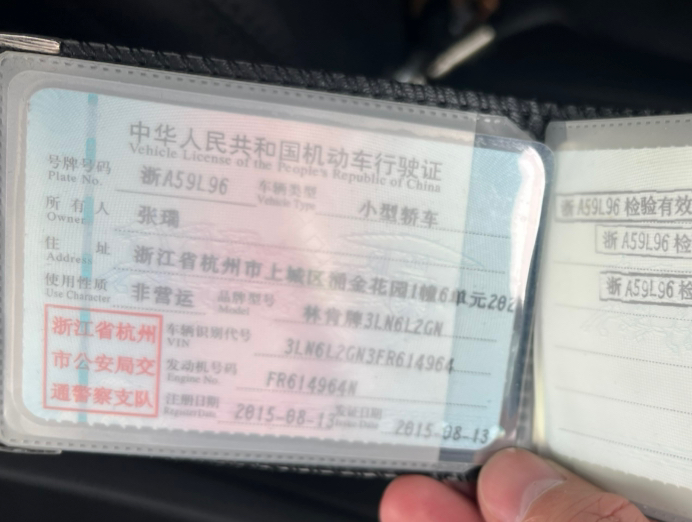 中华人民共和国机动车行驶证
Vehicle License of the People's Republic of China
号牌号码 浙A59L96 车辆类型 小型轿车
Plate No. Vehicle Type
所有人 张瑞
Owner
住址 浙江省杭州市上城区涌金花园1幢6单元202
Address
使用性质 非营运 品牌型号 林肯牌3LN6L2GN
Use Character Model
浙江省杭州
市公安局交
通警察支队
车辆识别代号 3LN6L2GN3FR614964
VIN
发动机号码 FR614964N
Engine No.
注册日期 2015-08-13 发证日期 2015-08-13
Register Date Issue Date
浙A59L96 检验有效
浙A59L96 检
浙A59L96 检